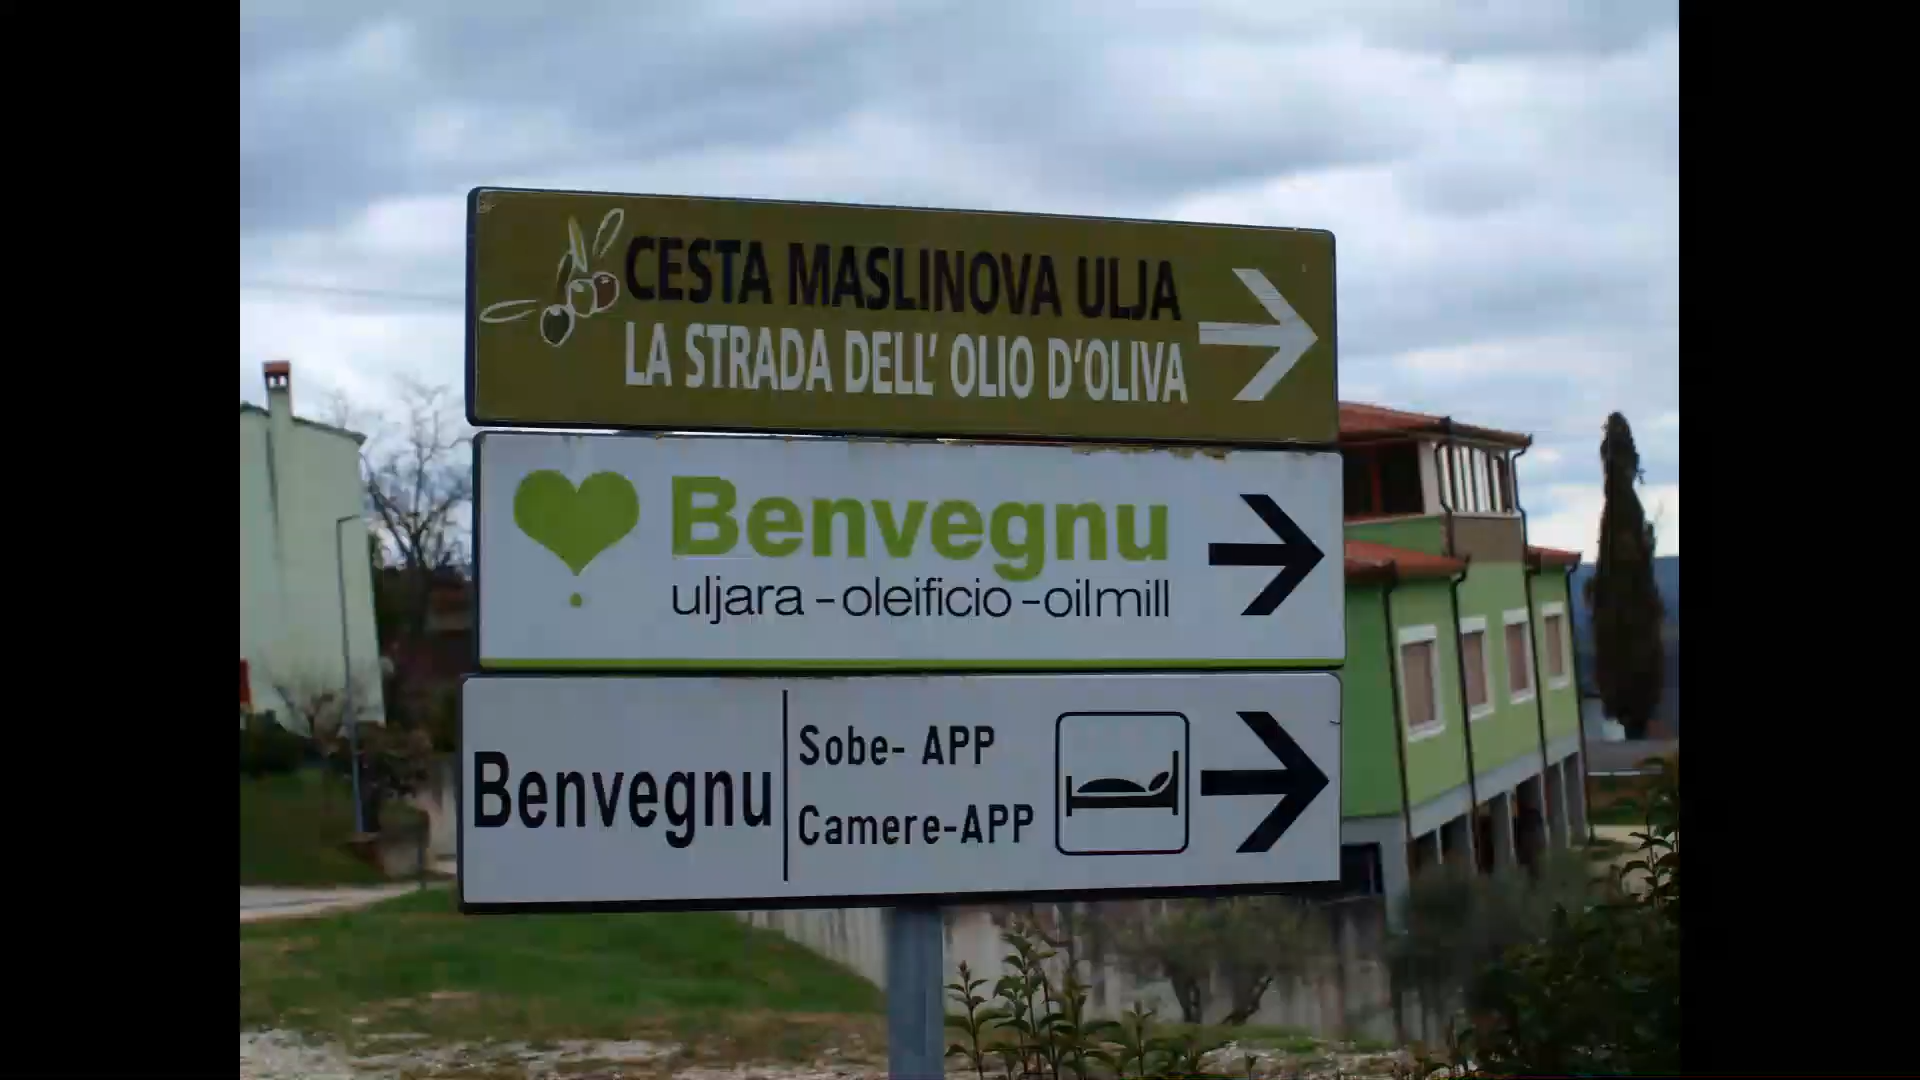 CESTA MASLINOVA ULJA
LA STRADA DELL' OLIO D'OLIVA
Benvegnu
uljara - oleificio - oilmill
Benvegnu
Sobe- APP
Camere-APP